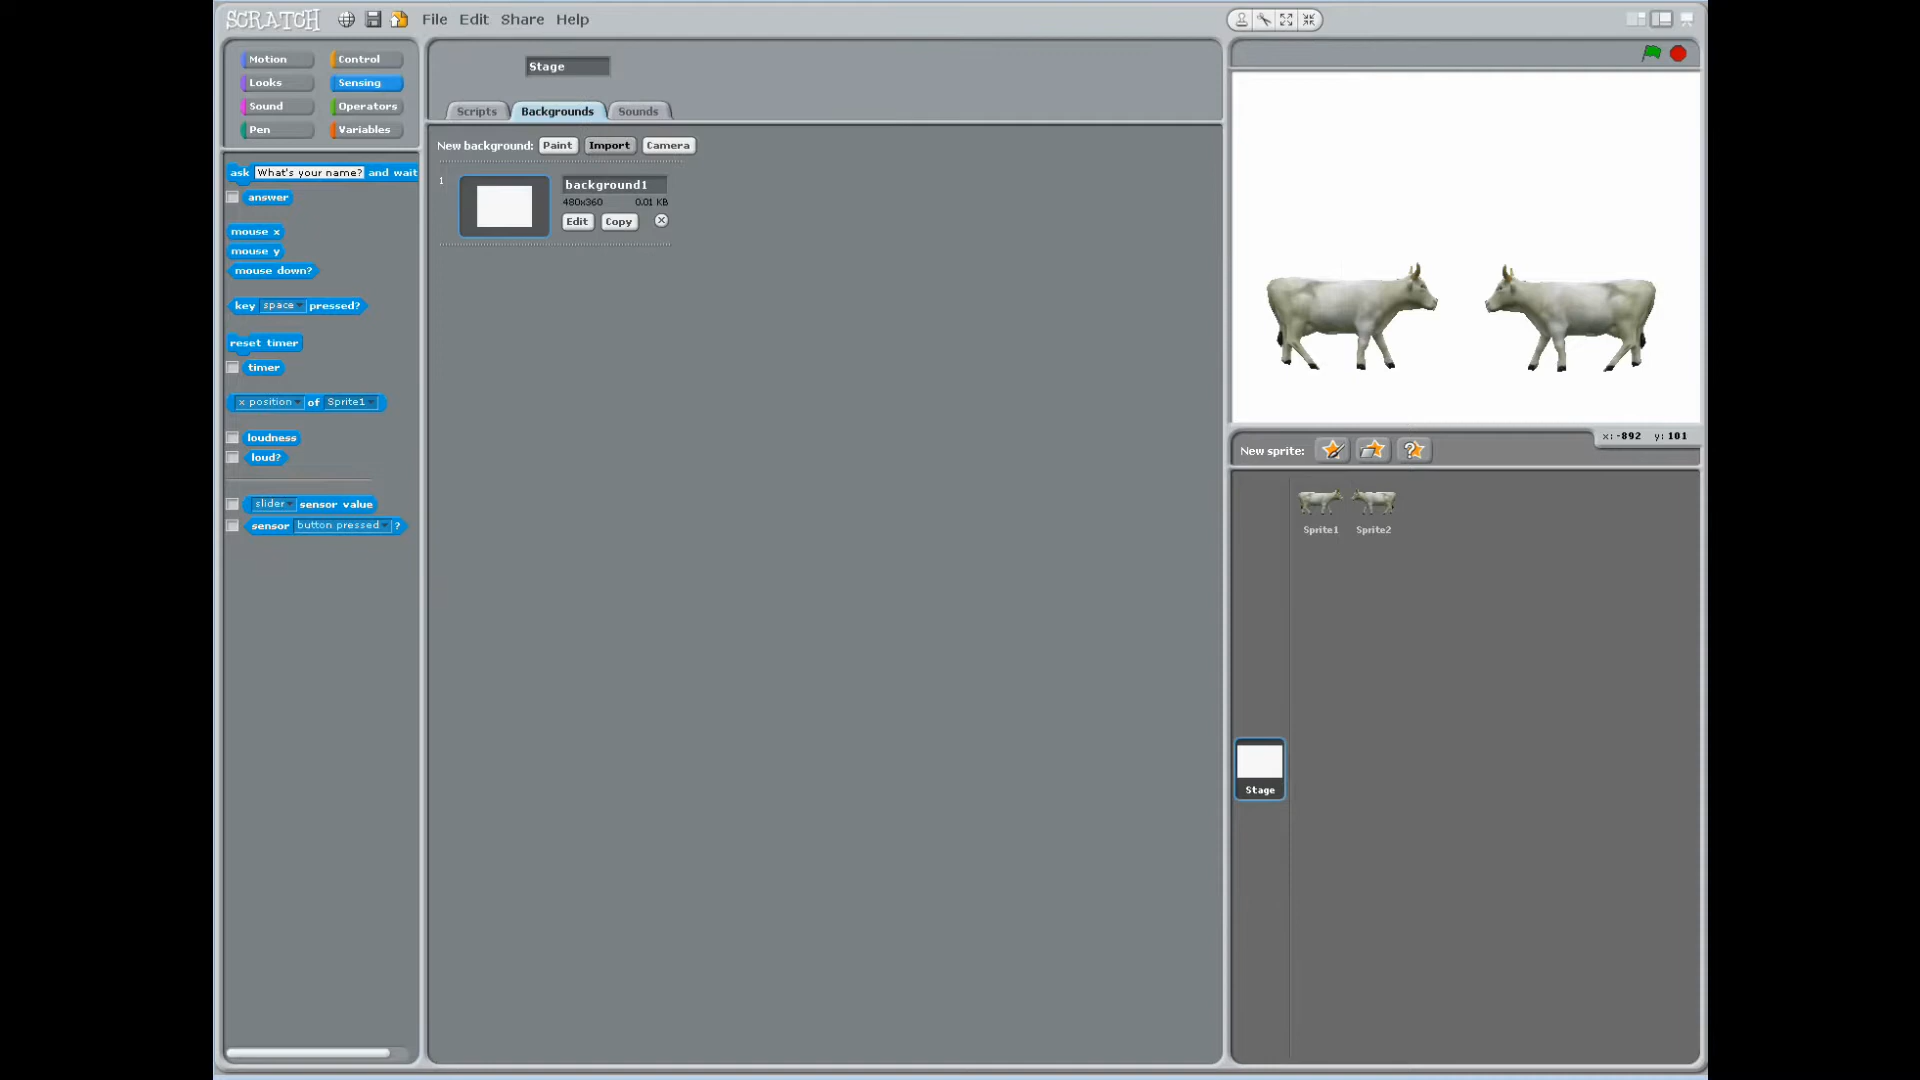 SCRATCH File Edit Share Help
Motion Control
Looks Sensing
Sound Operators
Pen Variables
ask What's your name? and wait
answer
mouse x
mouse y
mouse down?
key space pressed?
reset timer
timer
x position of Sprite1
loudness
loud?
slider sensor value
sensor button pressed ?
Stage
Scripts Backgrounds Sounds
New background: Paint Import Camera
1
background1
480x360 0.01 KB
Edit Copy
x: -892 y: 101
New sprite:
Sprite1 Sprite2
Stage